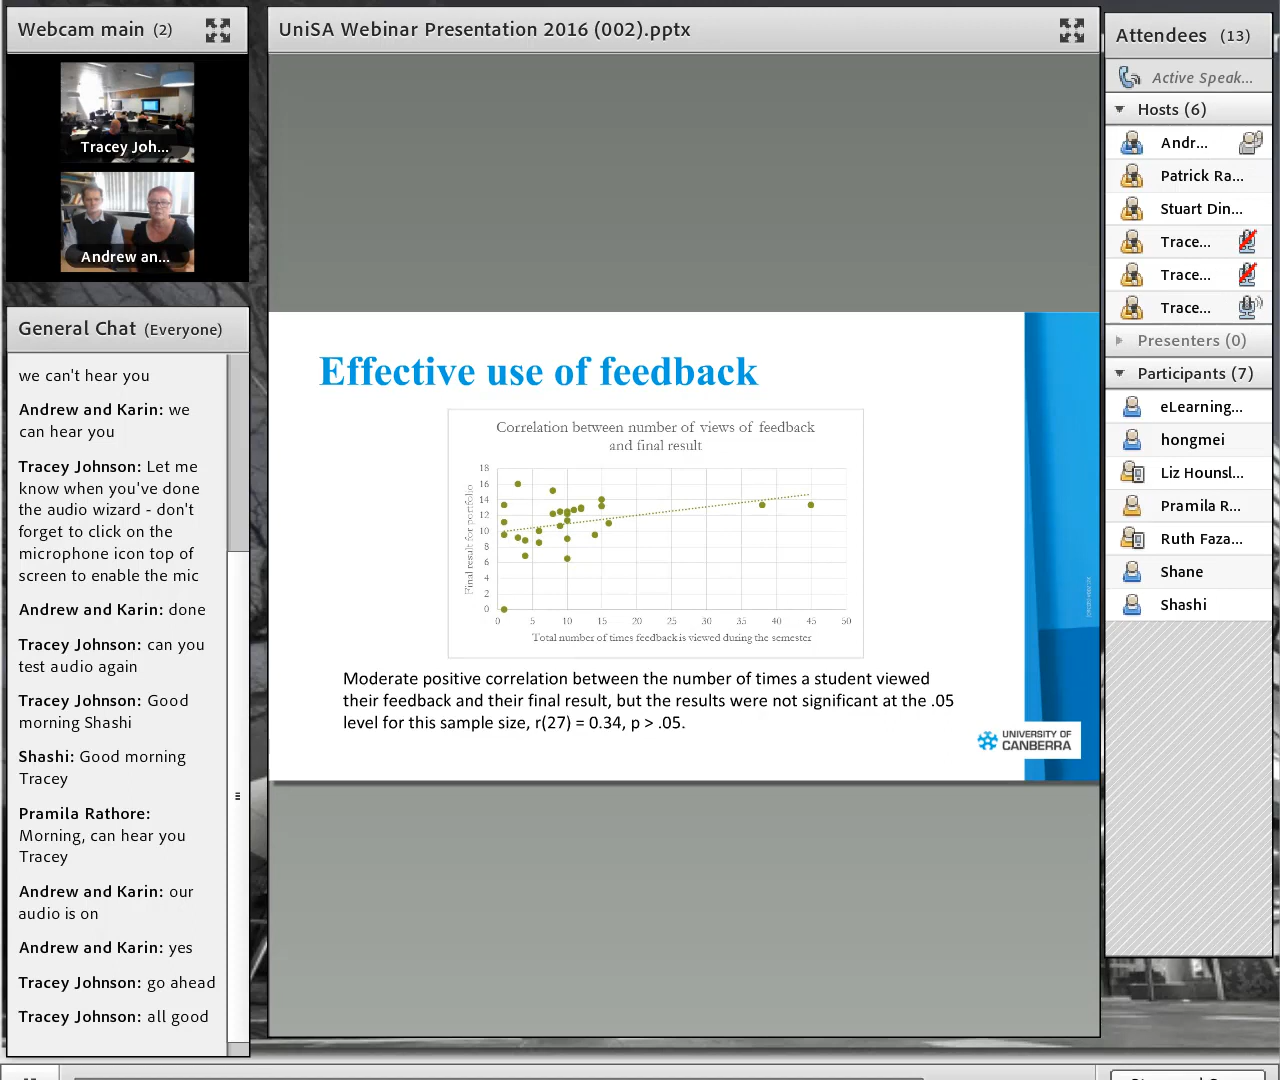 Webcam main (2)
Tracey Joh...
Andrew an...
General Chat (Everyone)
we can't hear you
Andrew and Karin: we
can hear you
Tracey Johnson: Let me
know when you've done
the audio wizard - don't
forget to click on the
microphone icon top of
screen to enable the mic
Andrew and Karin: done
Tracey Johnson: can you
test audio again
Tracey Johnson: Good
morning Shashi
Shashi: Good morning
Tracey
Pramila Rathore:
Morning, can hear you
Tracey
Andrew and Karin: our
audio is on
Andrew and Karin: yes
Tracey Johnson: go ahead
Tracey Johnson: all good
UniSA Webinar Presentation 2016 (002).pptx
Effective use of feedback
Correlation between number of views of feedback
and final result
Final result for portfolio
18
16
14
12
10
8
6
4
2
0
0 5 10 15 20 25 30 35 40 45 50
Total number of times feedback is viewed during the semester
Moderate positive correlation between the number of times a student viewed
their feedback and their final result, but the results were not significant at the .05
level for this sample size, r(27) = 0.34, p > .05.
UNIVERSITY OF
CANBERRA
Attendees (13)
Active Speak...
Hosts (6)
Andr...
Patrick Ra...
Stuart Din...
Trace...
Trace...
Trace...
Presenters (0)
Participants (7)
eLearning...
hongmei
Liz Hounsl...
Pramila R...
Ruth Faza...
Shane
Shashi